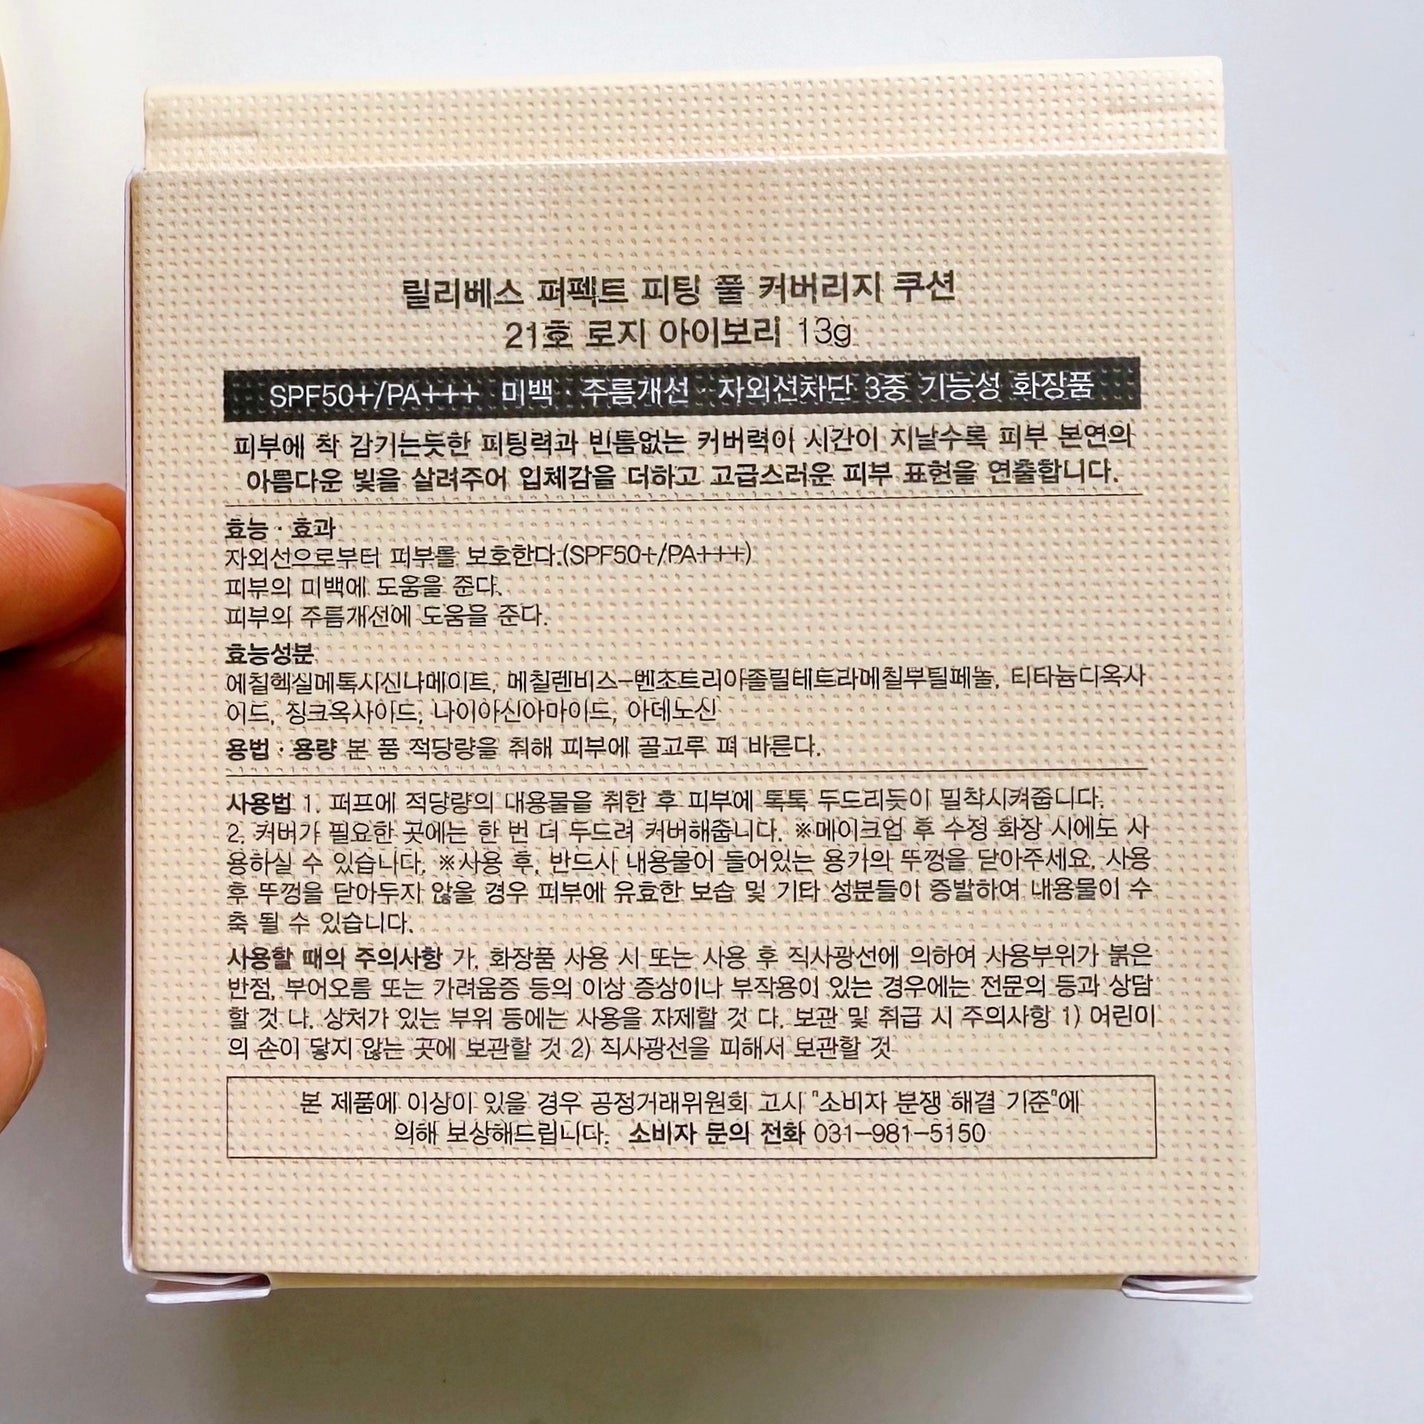 릴리베스 퍼펙트 피팅 풀 커버리지 쿠션
21호 로지 아이보리 13g
SPF50+/PA+++ 미백 · 주름개선 · 자외선차단 3중 기능성 화장품
피부에 착 감기는듯한 피팅력과 빈틈없는 커버력이 시간이 지날수록 피부 본연의
아름다운 빛을 살려주어 입체감을 더하고 고급스러운 피부 표현을 연출합니다.
효능 · 효과
자외선으로부터 피부를 보호한다.(SPF50+/PA+++)
피부의 미백에 도움을 준다.
피부의 주름개선에 도움을 준다.
효능성분
에칠헥실메톡시신나메이트, 메칠렌비스-벤조트리아졸릴테트라메칠부틸페놀, 티타늄디옥사
이드, 징크옥사이드, 나이아신아마이드, 아데노신
용법 · 용량 본 품 적당량을 취해 피부에 골고루 펴 바른다.
사용법 1. 퍼프에 적당량의 내용물을 취한 후 피부에 톡톡 두드리듯이 밀착시켜줍니다.
2. 커버가 필요한 곳에는 한 번 더 두드려 커버해줍니다. ※메이크업 후 수정 화장 시에도 사
용하실 수 있습니다. ※사용 후, 반드시 내용물이 들어있는 용기의 뚜껑을 닫아주세요. 사용
후 뚜껑을 닫아두지 않을 경우 피부에 유효한 보습 및 기타 성분들이 증발하여 내용물이 수
축 될 수 있습니다.
사용할 때의 주의사항 가. 화장품 사용 시 또는 사용 후 직사광선에 의하여 사용부위가 붉은
반점, 부어오름 또는 가려움증 등의 이상 증상이나 부작용이 있는 경우에는 전문의 등과 상담
할 것 나. 상처가 있는 부위 등에는 사용을 자제할 것 다. 보관 및 취급 시 주의사항 1) 어린이
의 손이 닿지 않는 곳에 보관할 것 2) 직사광선을 피해서 보관할 것
본 제품에 이상이 있을 경우 공정거래위원회 고시 "소비자 분쟁 해결 기준"에
의해 보상해드립니다. 소비자 문의 전화 031-981-5150